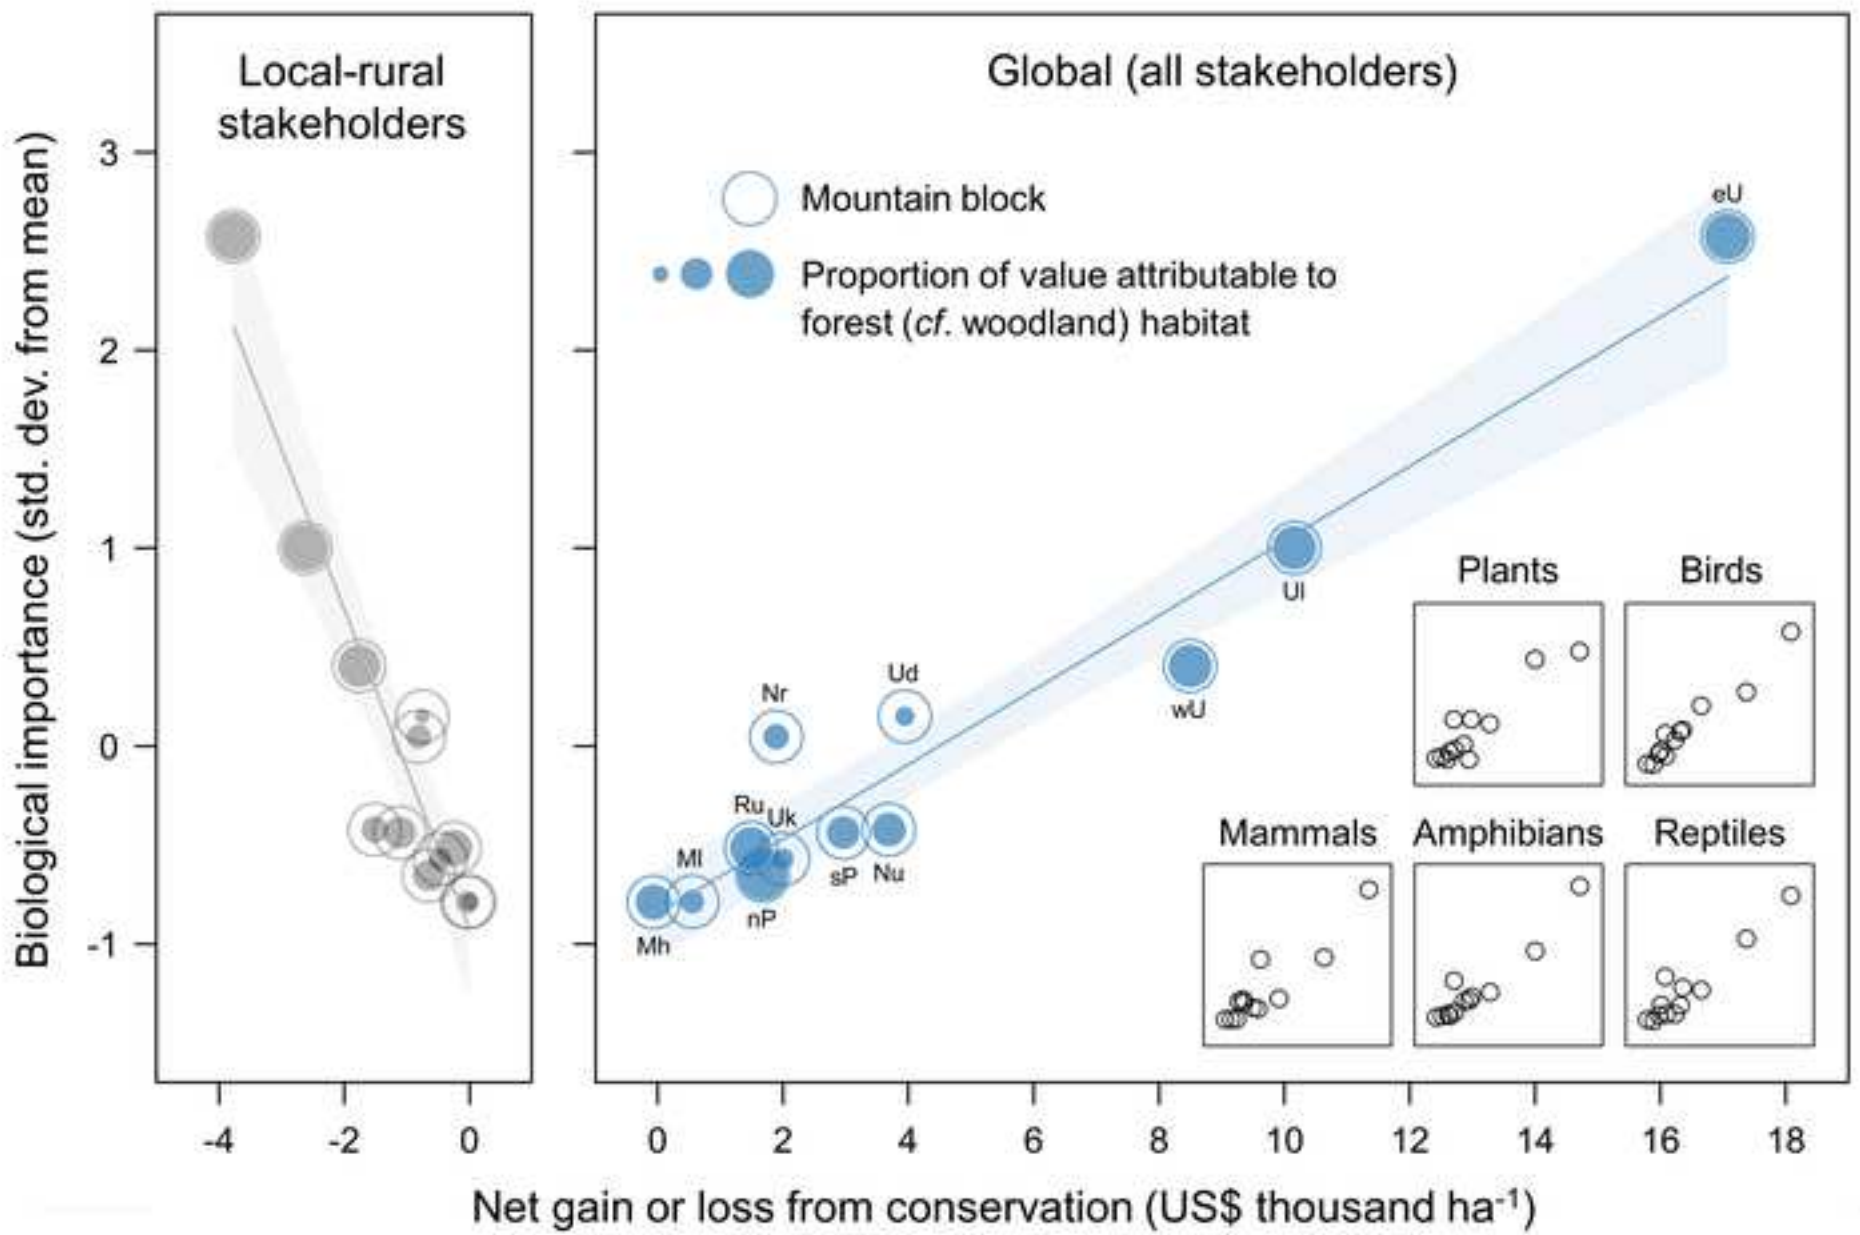 Local-rural
stakeholders
Global (all stakeholders)
Mountain block
Proportion of value attributable to
forest (cf. woodland) habitat
Biological importance (std. dev. from mean)
3
2
1
0
-1
eU
Ul
wU
Ud
Nr
Ru
Uk
Ml
sP
Nu
nP
Mh
Plants
Birds
Mammals
Amphibians
Reptiles
-4
-2
0
0
2
4
6
8
10
12
14
16
18
Net gain or loss from conservation (US$ thousand ha⁻¹)